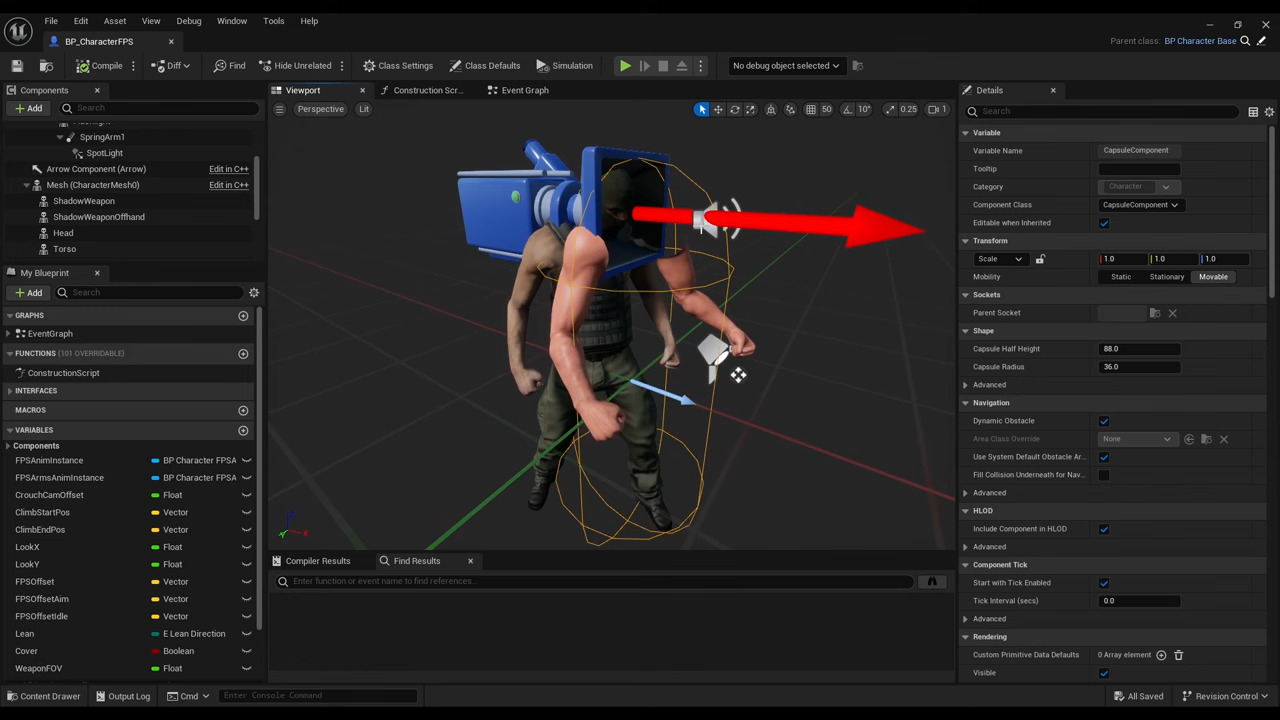 File Edit Asset View Window Debug Tools Help
BP_CharacterFPS
Parent class: BP Character Base
Compile Diff Find Hide Unrelated Class Settings Class Defaults Simulation No debug object selected
Components
Add Search
SpringArm1
SpotLight
Arrow Component (Arrow) Edit in C++
Mesh (CharacterMesh0) Edit in C++
ShadowWeapon
ShadowWeaponOffhand
Head
Torso
My Blueprint
Add Search
GRAPHS
EventGraph
FUNCTIONS (101 OVERRIDABLE)
ConstructionScript
INTERFACES
MACROS
VARIABLES
Components
FPSAnimInstance BP Character FPSA
FPSArmsAnimInstance BP Character FPSA
CrouchCamOffset Float
ClimbStartPos Vector
ClimbEndPos Vector
LookX Float
LookY Float
FPSOffset Vector
FPSOffsetAim Vector
FPSOffsetIdle Vector
Lean E Lean Direction
Cover Boolean
WeaponFOV Float
Viewport Construction Scr... Event Graph
Perspective Lit 50 10° 0.25 1
Z
X
Compiler Results Find Results
Enter function or event name to find references...
Details
Search
Variable
Variable Name CapsuleComponent
Tooltip
Category Character
Component Class CapsuleComponent
Editable when Inherited
Transform
Scale 1.0 1.0 1.0
Mobility Static Stationary Movable
Sockets
Parent Socket
Shape
Capsule Half Height 88.0
Capsule Radius 36.0
Advanced
Navigation
Dynamic Obstacle
Area Class Override None
Use System Default Obstacle Ar...
Fill Collision Underneath for Nav...
Advanced
HLOD
Include Component in HLOD
Advanced
Component Tick
Start with Tick Enabled
Tick Interval (secs) 0.0
Advanced
Rendering
Custom Primitive Data Defaults 0 Array element
Visible
Content Drawer Output Log Cmd Enter Console Command All Saved Revision Control